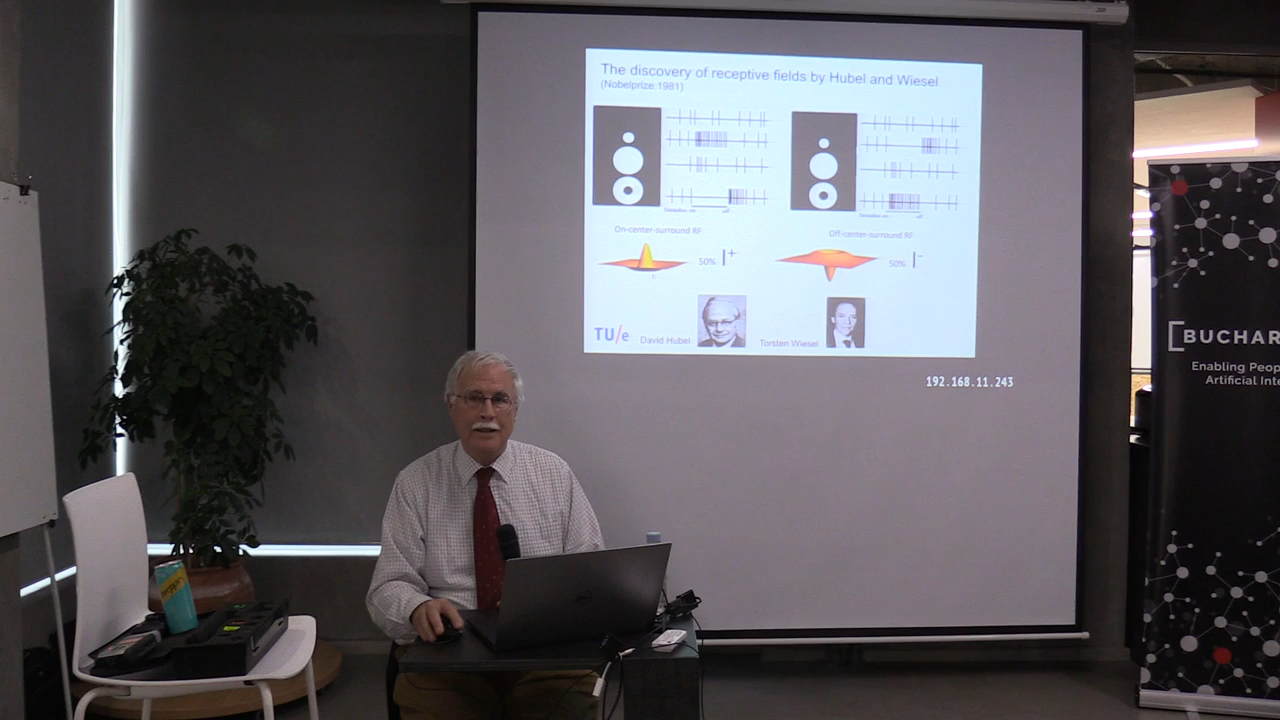 The discovery of receptive fields by Hubel and Wiesel
(Nobelprize 1981)
On-center-surround RF
Off-center-surround RF
50%
+
50%
-
TU/e
David Hubel
Torsten Wiesel
192.168.11.243
[BUCHAR
Enabling Peop
Artificial Inte
DELL